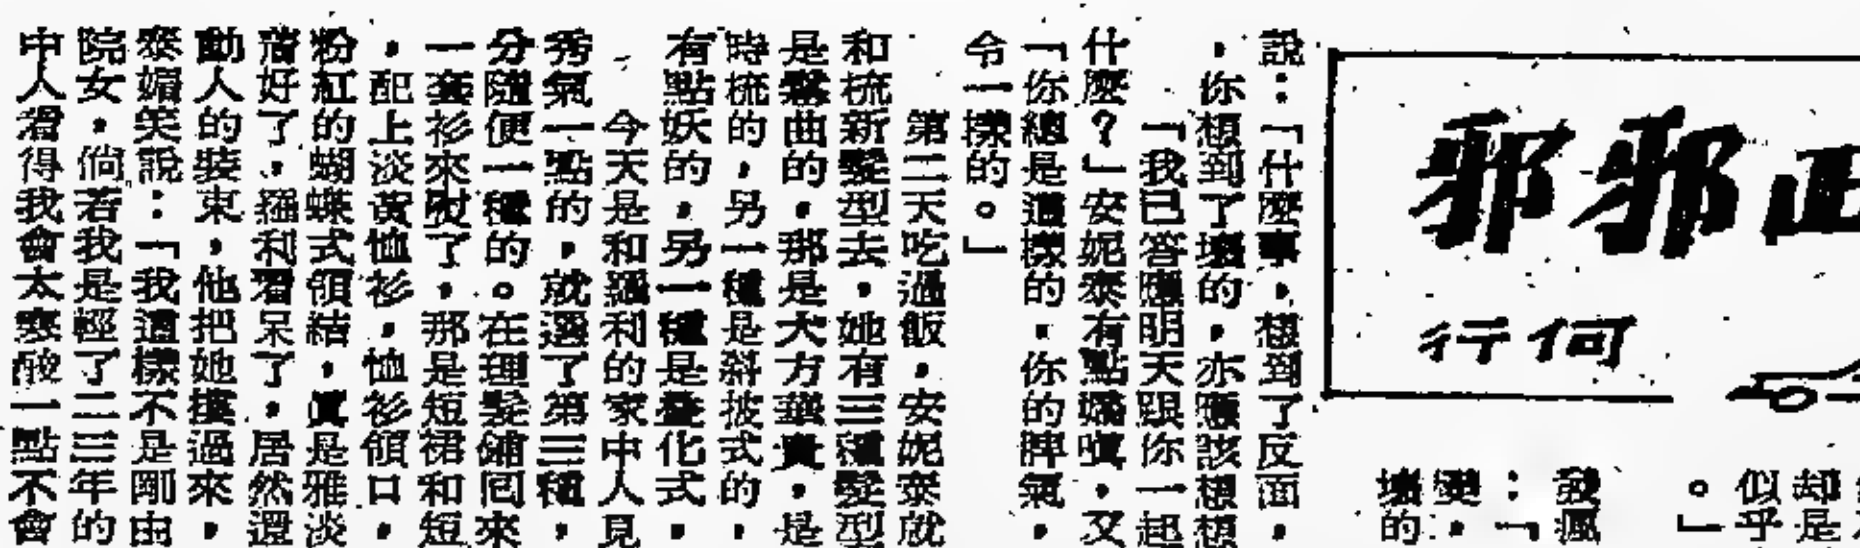 却是
似乎
。」
發瘋
：「
變，
壞的
邪邪正
何行
說：「什麼事，想到了反面，
，你想到了壞的，亦應該想想
「我已答應明天跟你一起
什麼？」安妮泰有點嬌嗔，又
「你總是這樣的，你的脾氣，
令一樣的。」
第二天吃過飯，安妮泰就
和梳新髮型去，她有三種髮型
是鬈曲的，那是大方華貴，是
時梳的，另一種是斜披式的，
有點妖的，另一種是疊化式，
今天是和羅利的家中人見
秀氣一點的，就選了第三種，
分隨便一種的。在理髮舖回來
一套衫來配了，那是短裙和短
，配上淡黃恤衫，恤衫領口，
粉紅的蝴蝶式領結，真是雅淡
着好了，羅利看呆了，居然還
動人的裝束，他把她摟過來，
泰媚笑說：「我這樣不是剛由
院女，倘若我是輕了二三年的
中人看得我會太寒酸一點不會